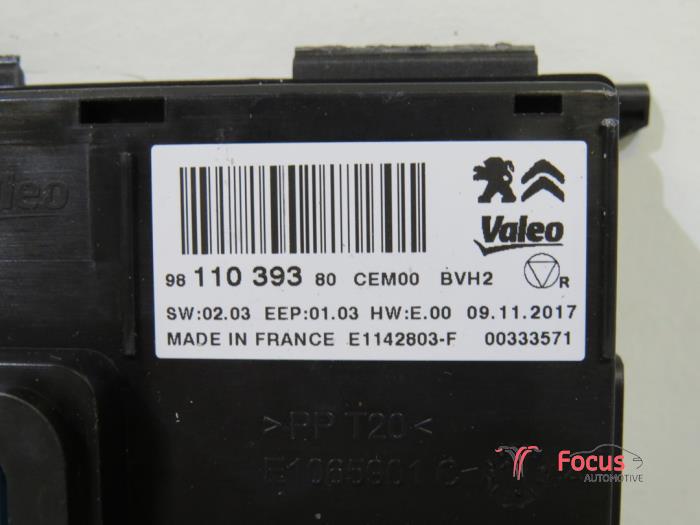 Valeo
98 110 393 80 CEM00 BVH2
R
SW:02.03 EEP:01.03 HW:E.00 09.11.2017
MADE IN FRANCE E1142803-F 00333571
>PP T20<
Focus
AUTOMOTIVE